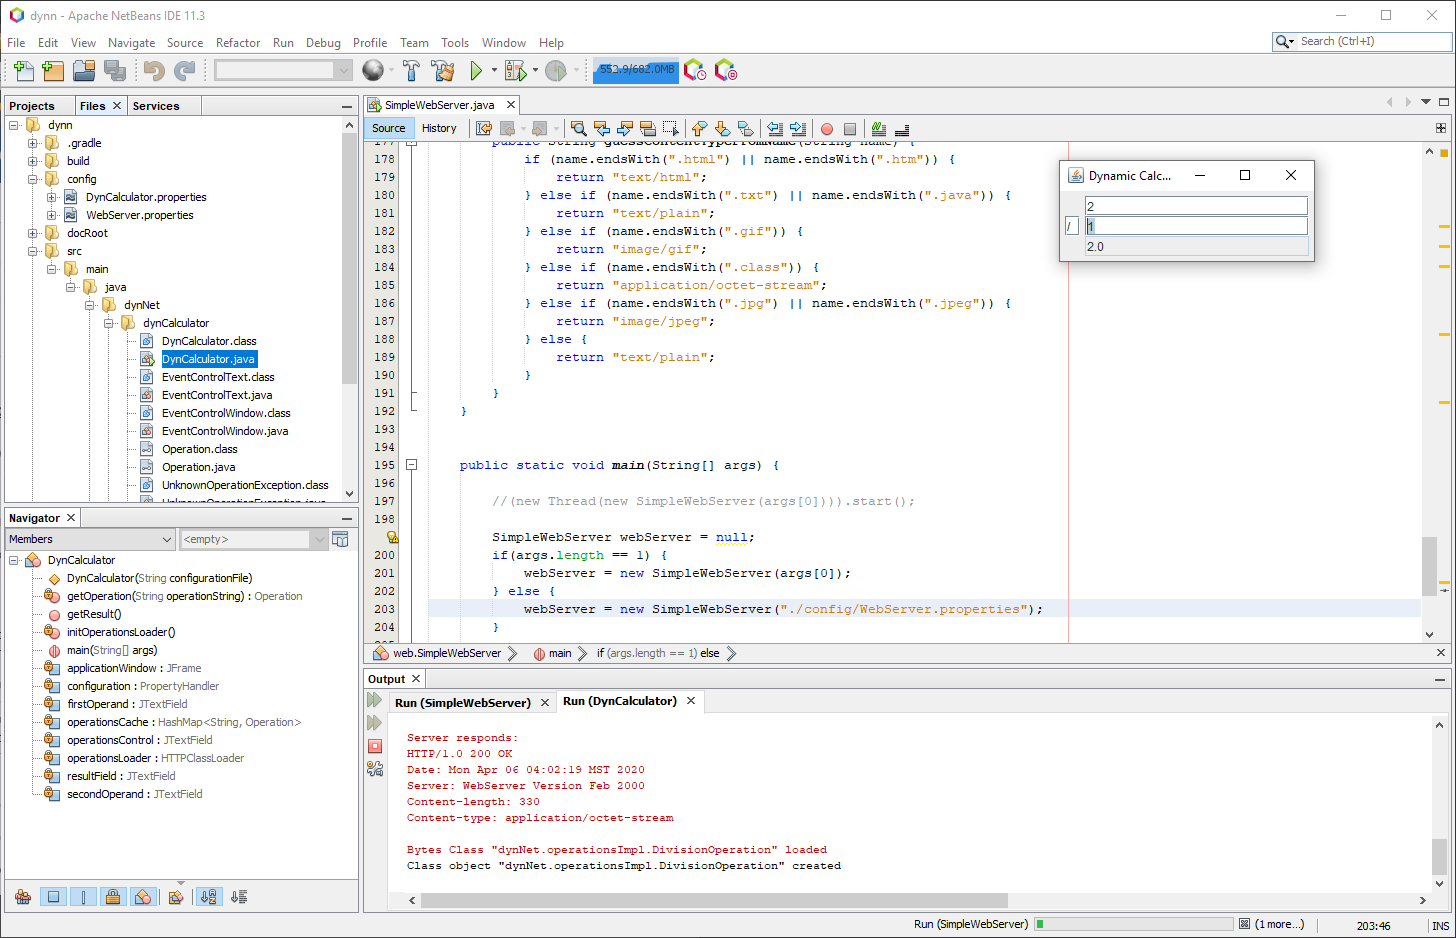 dynn - Apache NetBeans IDE 11.3
File Edit View Navigate Source Refactor Run Debug Profile Team Tools Window Help
Search (Ctrl+I)
552.9/682.0MB
Projects Files Services
dynn
.gradle
build
config
DynCalculator.properties
WebServer.properties
docRoot
src
main
java
dynNet
dynCalculator
DynCalculator.class
DynCalculator.java
EventControlText.class
EventControlText.java
EventControlWindow.class
EventControlWindow.java
Operation.class
Operation.java
UnknownOperationException.class
UnknownOperationException.java
Navigator
Members <empty>
DynCalculator
DynCalculator(String configurationFile)
getOperation(String operationString) : Operation
getResult()
initOperationsLoader()
main(String[] args)
applicationWindow : JFrame
configuration : PropertyHandler
firstOperand : JTextField
operationsCache : HashMap<String, Operation>
operationsControl : JTextField
operationsLoader : HTTPClassLoader
resultField : JTextField
secondOperand : JTextField
SimpleWebServer.java
Source History
177 public String guessContentTypeFromName(String name) {
178 if (name.endsWith(".html") || name.endsWith(".htm")) {
179 return "text/html";
180 } else if (name.endsWith(".txt") || name.endsWith(".java")) {
181 return "text/plain";
182 } else if (name.endsWith(".gif")) {
183 return "image/gif";
184 } else if (name.endsWith(".class")) {
185 return "application/octet-stream";
186 } else if (name.endsWith(".jpg") || name.endsWith(".jpeg")) {
187 return "image/jpeg";
188 } else {
189 return "text/plain";
190 }
191 }
192 }
193
194
195 public static void main(String[] args) {
196
197 //(new Thread(new SimpleWebServer(args[0]))).start();
198
SimpleWebServer webServer = null;
200 if(args.length == 1) {
201 webServer = new SimpleWebServer(args[0]);
202 } else {
203 webServer = new SimpleWebServer("./config/WebServer.properties");
204 }
web.SimpleWebServer main if (args.length == 1) else
Dynamic Calc...
2
/ 1
2.0
Output
Run (SimpleWebServer) Run (DynCalculator)
Server responds:
HTTP/1.0 200 OK
Date: Mon Apr 06 04:02:19 MST 2020
Server: WebServer Version Feb 2000
Content-length: 330
Content-type: application/octet-stream
Bytes Class "dynNet.operationsImpl.DivisionOperation" loaded
Class object "dynNet.operationsImpl.DivisionOperation" created
Run (SimpleWebServer) (1 more...) 203:46 INS